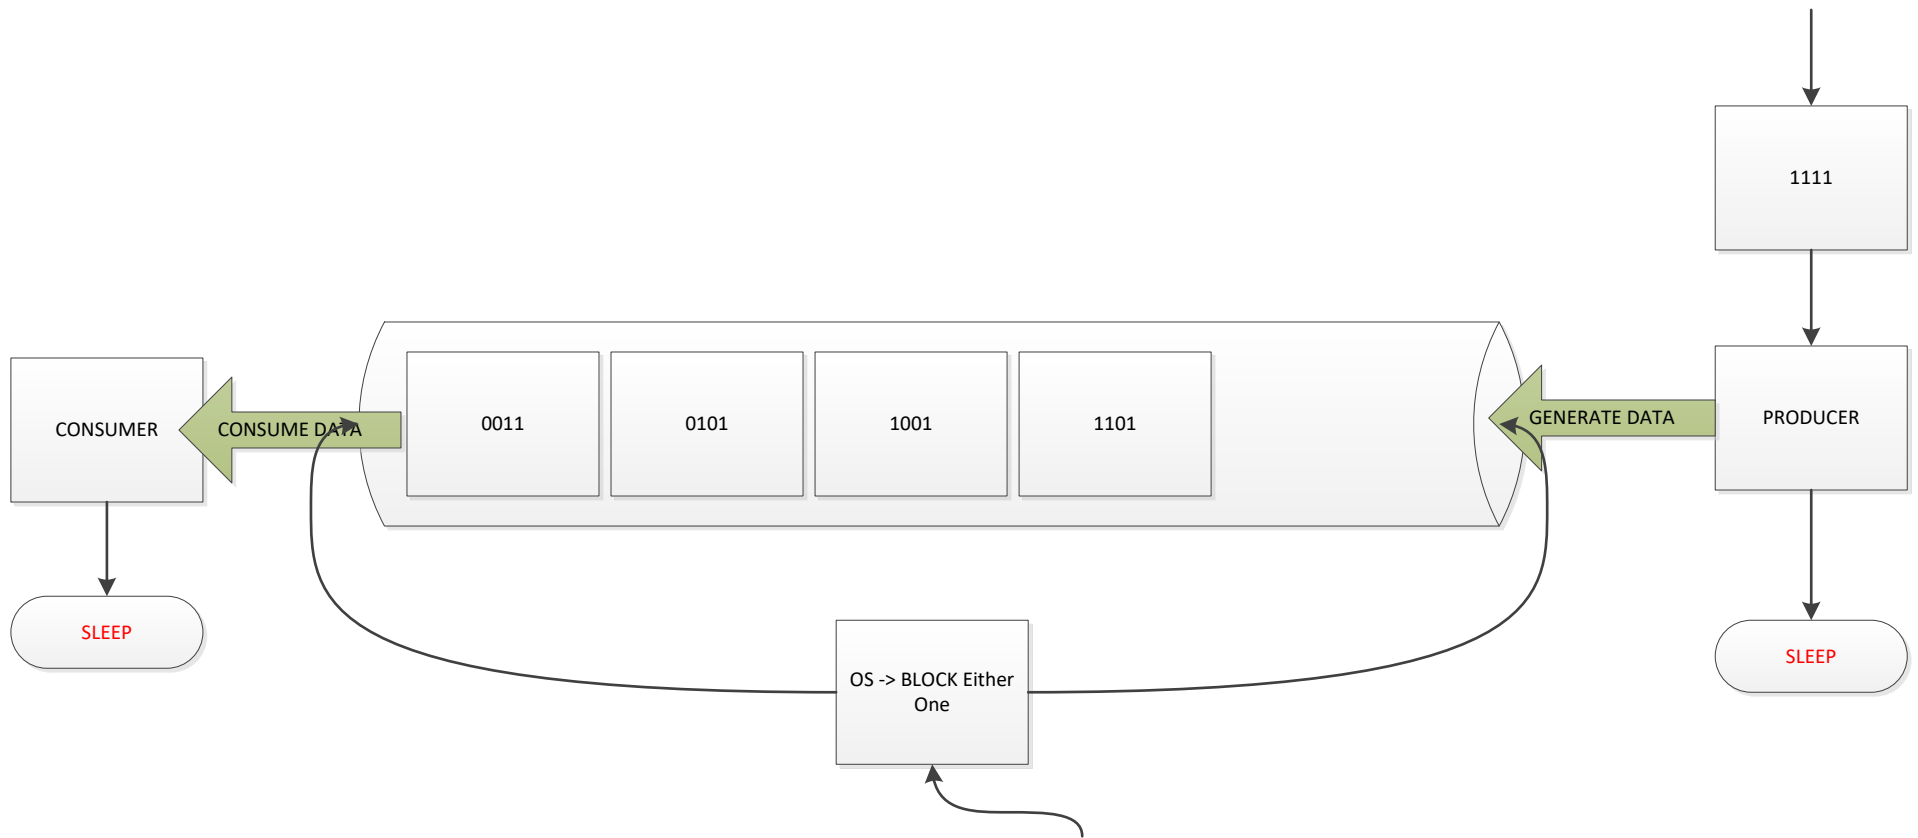 1111
CONSUMER
CONSUME DATA
0011
0101
1001
1101
GENERATE DATA
PRODUCER
SLEEP
OS -> BLOCK Either
One
SLEEP